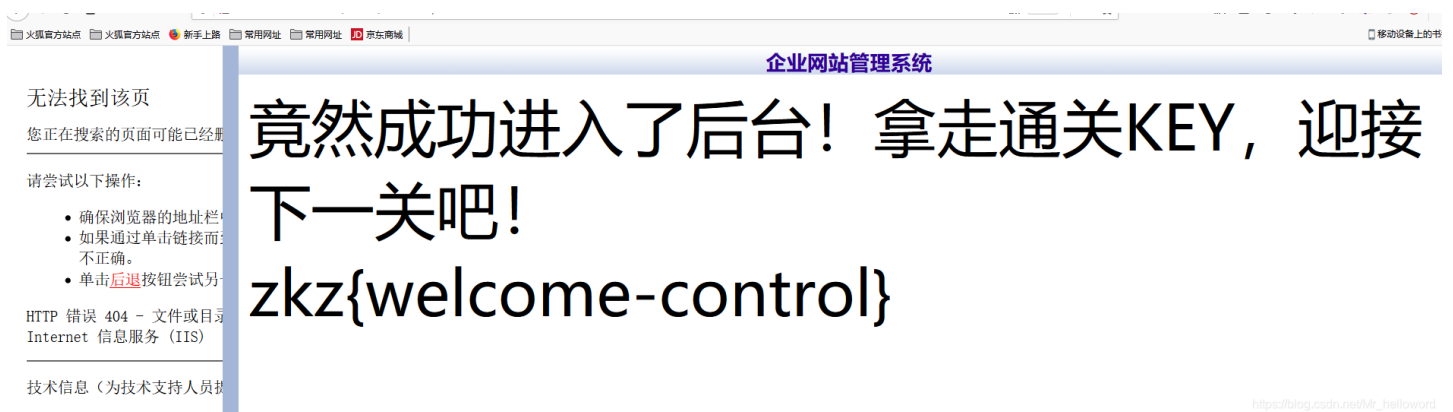 火狐官方站点 火狐官方站点 新手上路 常用网址 常用网址 JD 京东商城
移动设备上的书
企业网站管理系统
无法找到该页
您正在搜索的页面可能已经删
请尝试以下操作:
• 确保浏览器的地址栏中
• 如果通过单击链接而到
不正确。
• 单击后退按钮尝试另一
HTTP 错误 404 - 文件或目录
Internet 信息服务 (IIS)
技术信息(为技术支持人员提
竟然成功进入了后台!拿走通关KEY,迎接
下一关吧!
zkz{welcome-control}
https://blog.csdn.net/Mr_helloword